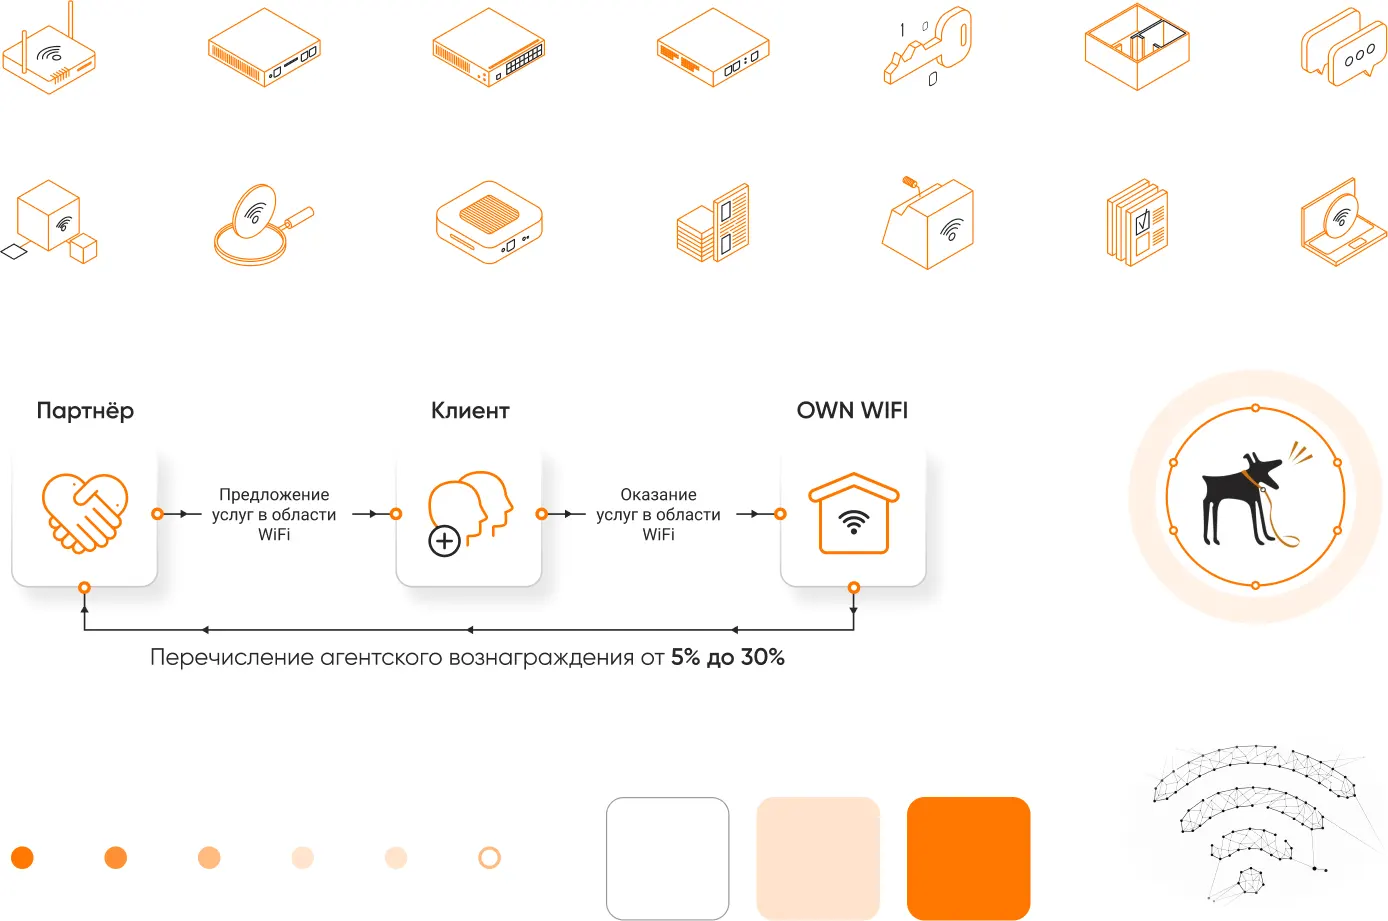 1
Партнёр
Клиент
OWN WIFI
Предложение
услуг в области
WiFi
Оказание
услуг в области
WiFi
Перечисление агентского вознаграждения от 5% до 30%